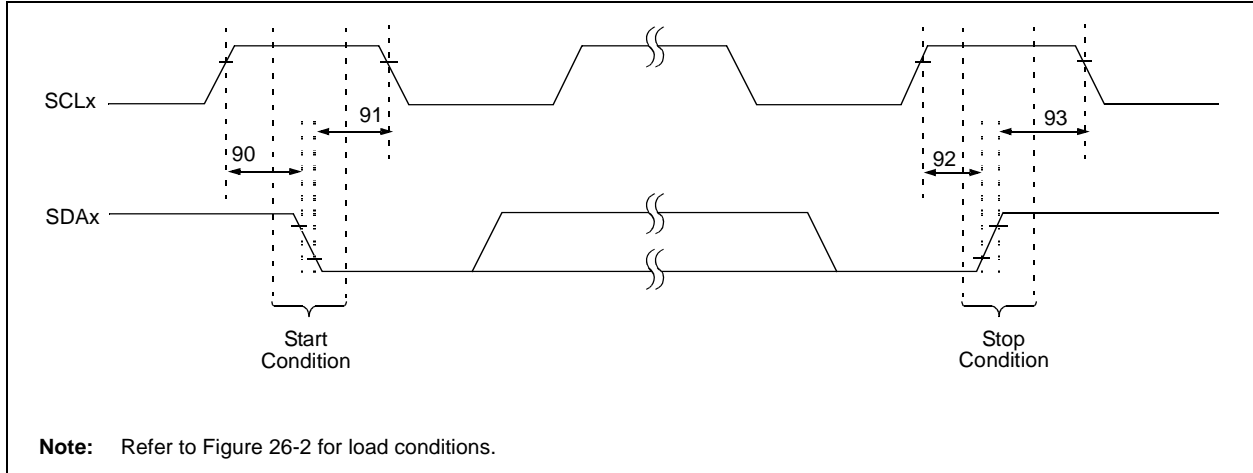 SCLx
91
93
90
92
SDAx
Start
Condition
Stop
Condition
Note: Refer to Figure 26-2 for load conditions.